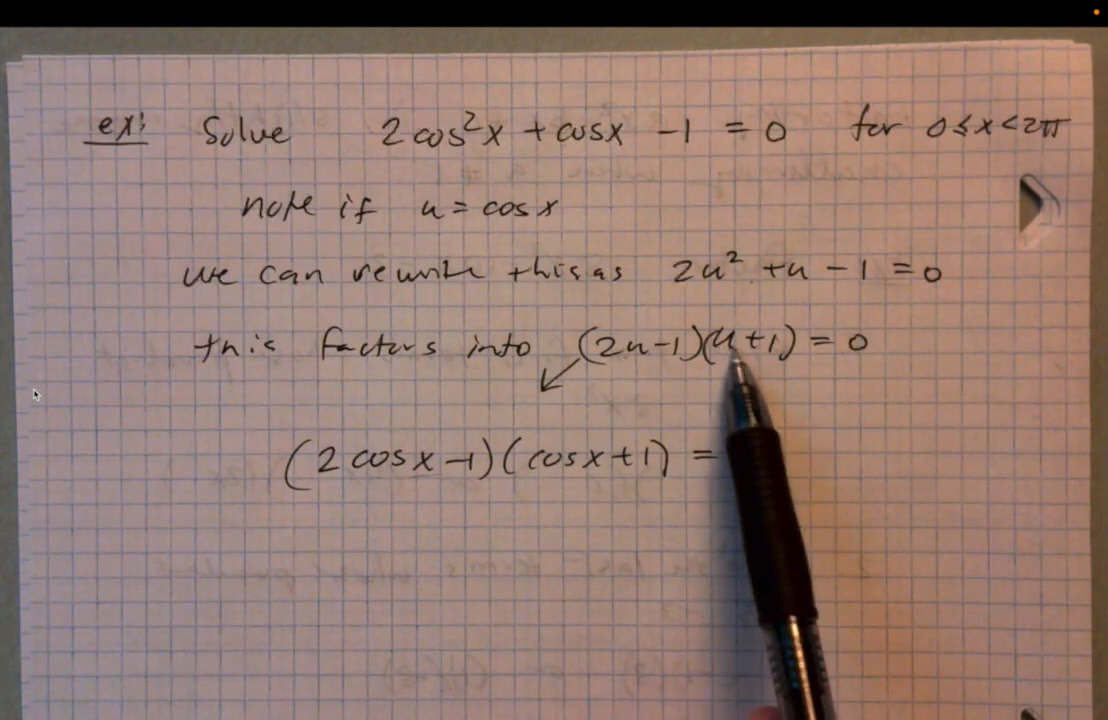 ex: Solve 2cos²x + cosx - 1 = 0 for 0 ≤ x < 2π
note if u = cosx
we can rewrite this as 2u² + u - 1 = 0
this factors into (2u-1)(u+1) = 0
(2cosx-1)(cosx+1) =